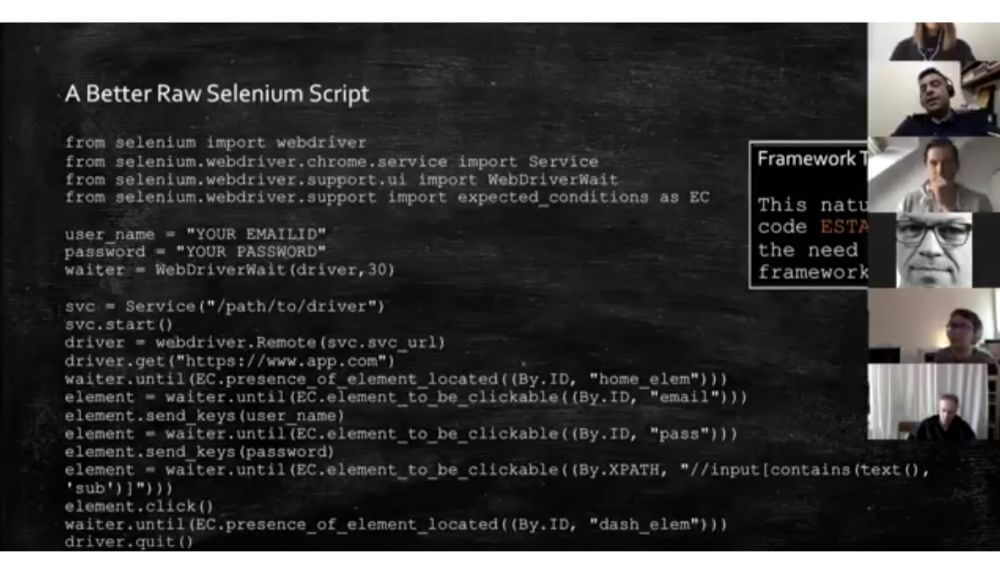 A Better Raw Selenium Script
from selenium import webdriver
from selenium.webdriver.chrome.service import Service
from selenium.webdriver.support.ui import WebDriverWait
from selenium.webdriver.support import expected_conditions as EC
user_name = "YOUR EMAILID"
password = "YOUR PASSWORD"
waiter = WebDriverWait(driver,30)
svc = Service("/path/to/driver")
svc.start()
driver = webdriver.Remote(svc.svc_url)
driver.get("https://www.app.com")
waiter.until(EC.presence_of_element_located((By.ID, "home_elem")))
element = waiter.until(EC.element_to_be_clickable((By.ID, "email")))
element.send_keys(user_name)
element = waiter.until(EC.element_to_be_clickable((By.ID, "pass")))
element.send_keys(password)
element = waiter.until(EC.element_to_be_clickable((By.XPATH, "//input[contains(text(),
'sub')]")))
element.click()
waiter.until(EC.presence_of_element_located((By.ID, "dash_elem")))
driver.quit()
Framework T
This natu
code ESTA
the need
framework